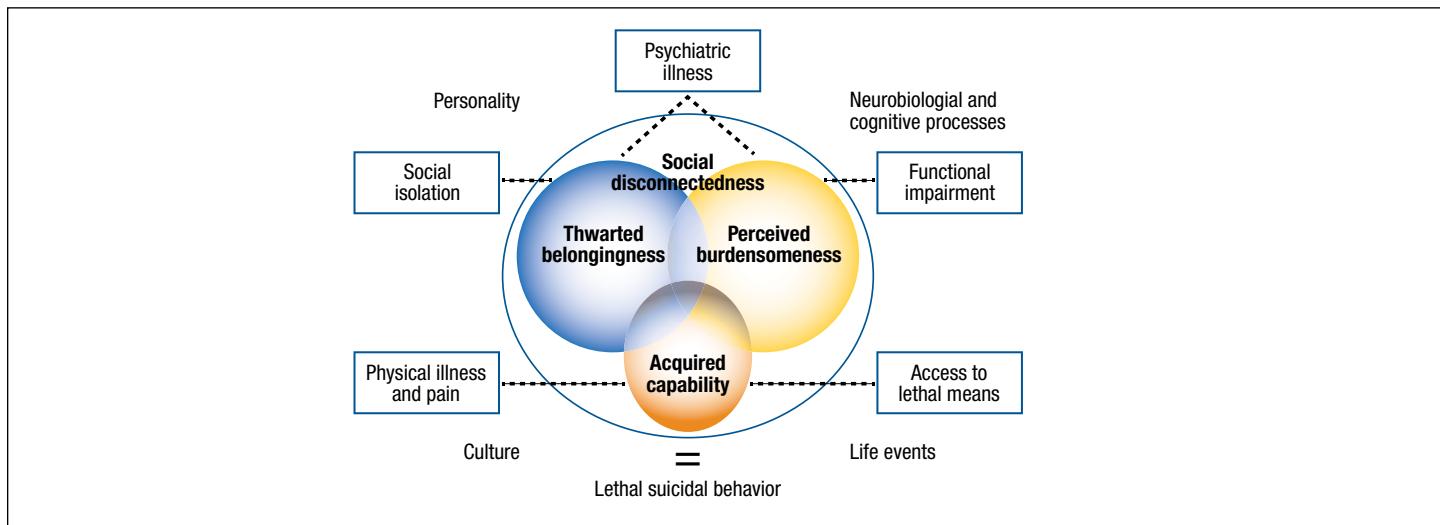 Psychiatric
illness
Personality
Neurobiologial and
cognitive processes
Social
isolation
Social
disconnectedness
Functional
impairment
Thwarted
belongingness
Perceived
burdensomeness
Physical illness
and pain
Acquired
capability
Access to
lethal means
Culture
=
Life events
Lethal suicidal behavior